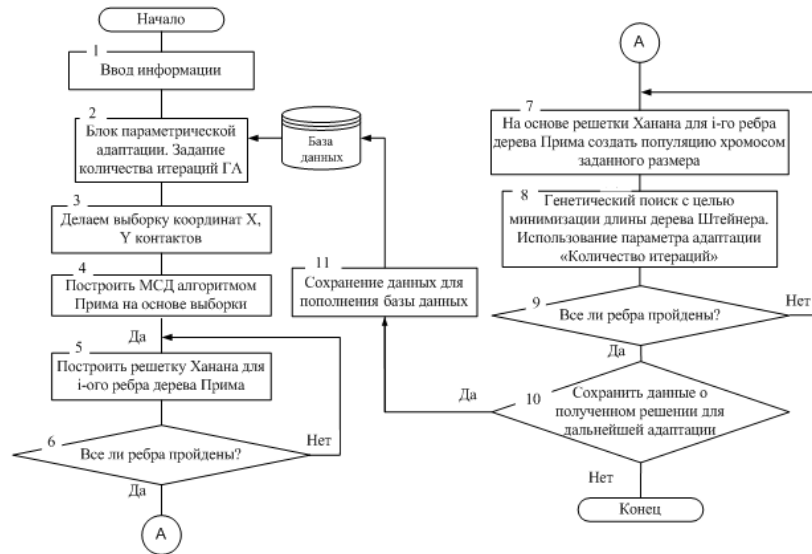 Начало
1
Ввод информации
2
Блок параметрической
адаптации. Задание
количества итераций ГА
База
данных
3
Делаем выборку координат X,
Y контактов
4
Построить МСД алгоритмом
Прима на основе выборки
Да
5
Построить решетку Ханана для
i-ого ребра дерева Прима
6
Все ли ребра пройдены?
Нет
Да
А
11
Сохранение данных для
пополнения базы данных
А
7
На основе решетки Ханана для i-го ребра
дерева Прима создать популяцию хромосом
заданного размера
8
Генетический поиск с целью
минимизации длины дерева Штейнера.
Использование параметра адаптации
«Количество итераций»
9
Все ли ребра пройдены?
Нет
Да
10
Сохранить данные о
полученном решении для
дальнейшей адаптации
Да
Нет
Конец